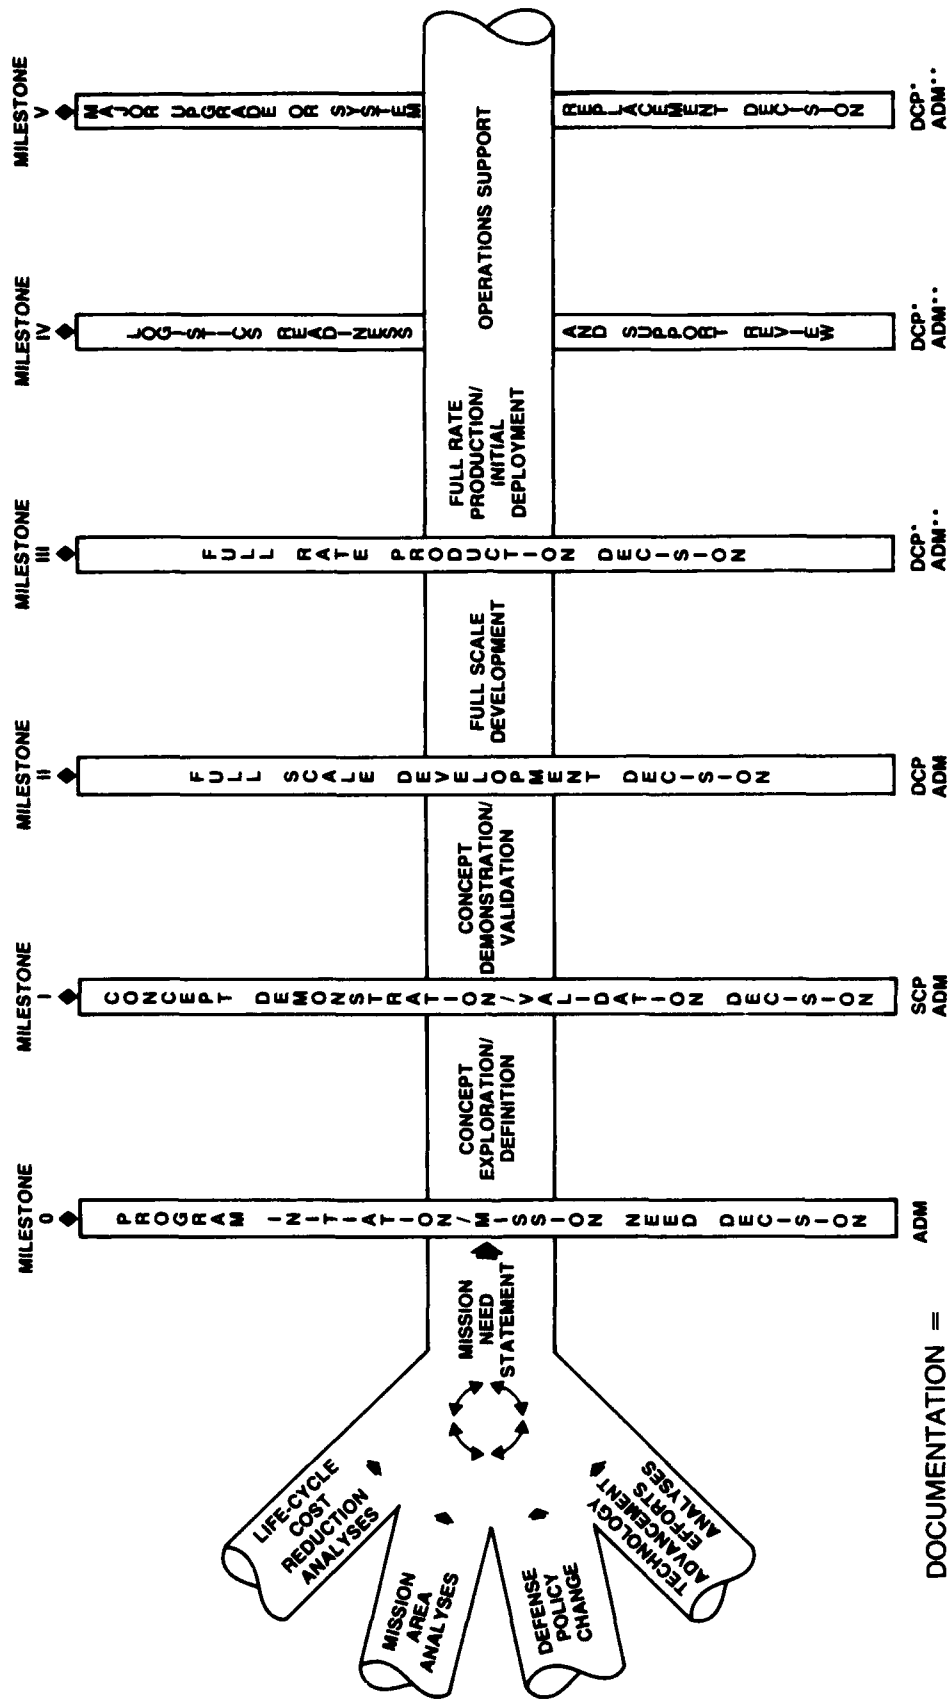 MILESTONE
0
MILESTONE
I
MILESTONE
II
MILESTONE
III
MILESTONE
IV
MILESTONE
V
LIFE-CYCLE
COST
REDUCTION
ANALYSES
MISSION
AREA
ANALYSES
DEFENSE
POLICY
CHANGE
TECHNOLOGY
ADVANCEMENT
EFFORTS
ANALYSES
MISSION
NEED
STATEMENT
PROGRAM INITIATION/MISSION NEED DECISION
CONCEPT
EXPLORATION/
DEFINITION
CONCEPT DEMONSTRATION/VALIDATION DECISION
CONCEPT
DEMONSTRATION/
VALIDATION
FULL SCALE DEVELOPMENT DECISION
FULL SCALE
DEVELOPMENT
FULL RATE PRODUCTION DECISION
FULL RATE
PRODUCTION/
INITIAL
DEPLOYMENT
LOGISTICS READINESS
AND SUPPORT REVIEW
OPERATIONS SUPPORT
MAJOR UPGRADE OR SYSTEM
REPLACEMENT DECISION
DOCUMENTATION =
ADM
SCP
ADM
DCP
ADM
DCP*
ADM**
DCP*
ADM**
DCP*
ADM**